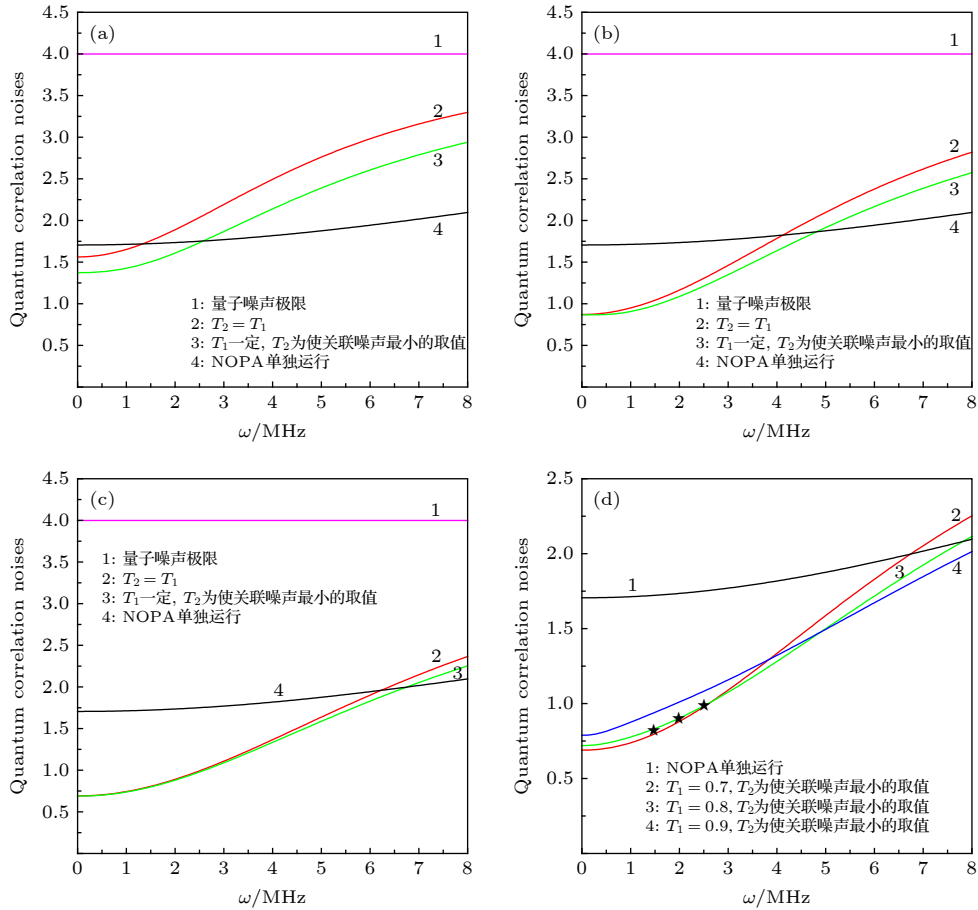 (a)
Quantum correlation noises
4.5
4.0
3.5
3.0
2.5
2.0
1.5
1.0
0.5
1
2
3
4
1: 量子噪声极限
2: T₂ = T₁
3: T₁一定, T₂为使关联噪声最小的取值
4: NOPA单独运行
0 1 2 3 4 5 6 7 8
ω/MHz
(b)
Quantum correlation noises
4.5
4.0
3.5
3.0
2.5
2.0
1.5
1.0
0.5
1
2
3
4
1: 量子噪声极限
2: T₂ = T₁
3: T₁一定, T₂为使关联噪声最小的取值
4: NOPA单独运行
0 1 2 3 4 5 6 7 8
ω/MHz
(c)
Quantum correlation noises
4.5
4.0
3.5
3.0
2.5
2.0
1.5
1.0
0.5
1
1: 量子噪声极限
2: T₂ = T₁
3: T₁一定, T₂为使关联噪声最小的取值
4: NOPA单独运行
2
3
4
0 1 2 3 4 5 6 7 8
ω/MHz
(d)
Quantum correlation noises
2.5
2.0
1.5
1.0
0.5
2
1
3
4
1: NOPA单独运行
2: T₁ = 0.7, T₂为使关联噪声最小的取值
3: T₁ = 0.8, T₂为使关联噪声最小的取值
4: T₁ = 0.9, T₂为使关联噪声最小的取值
0 1 2 3 4 5 6 7 8
ω/MHz